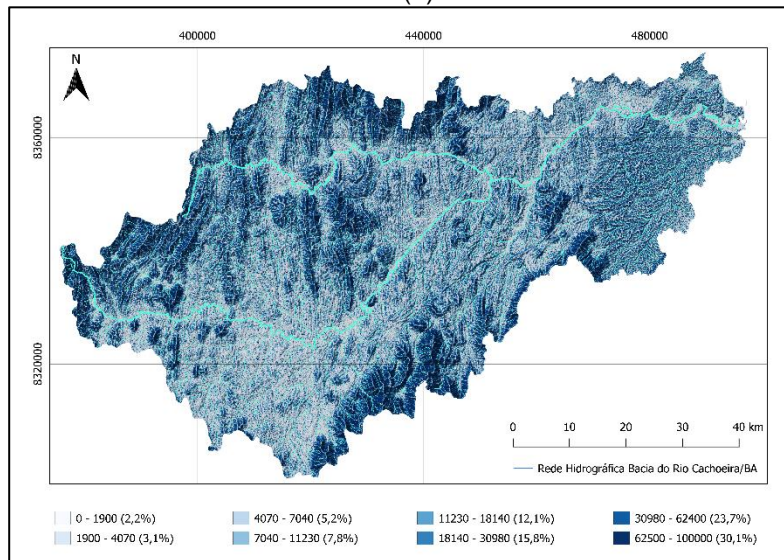 400000 440000 480000
N
8360000
8320000
0 10 20 30 40 km
Rede Hidrográfica Bacia do Rio Cachoeira/BA
0 - 1900 (2,2%) 4070 - 7040 (5,2%) 11230 - 18140 (12,1%) 30980 - 62400 (23,7%)
1900 - 4070 (3,1%) 7040 - 11230 (7,8%) 18140 - 30980 (15,8%) 62500 - 100000 (30,1%)